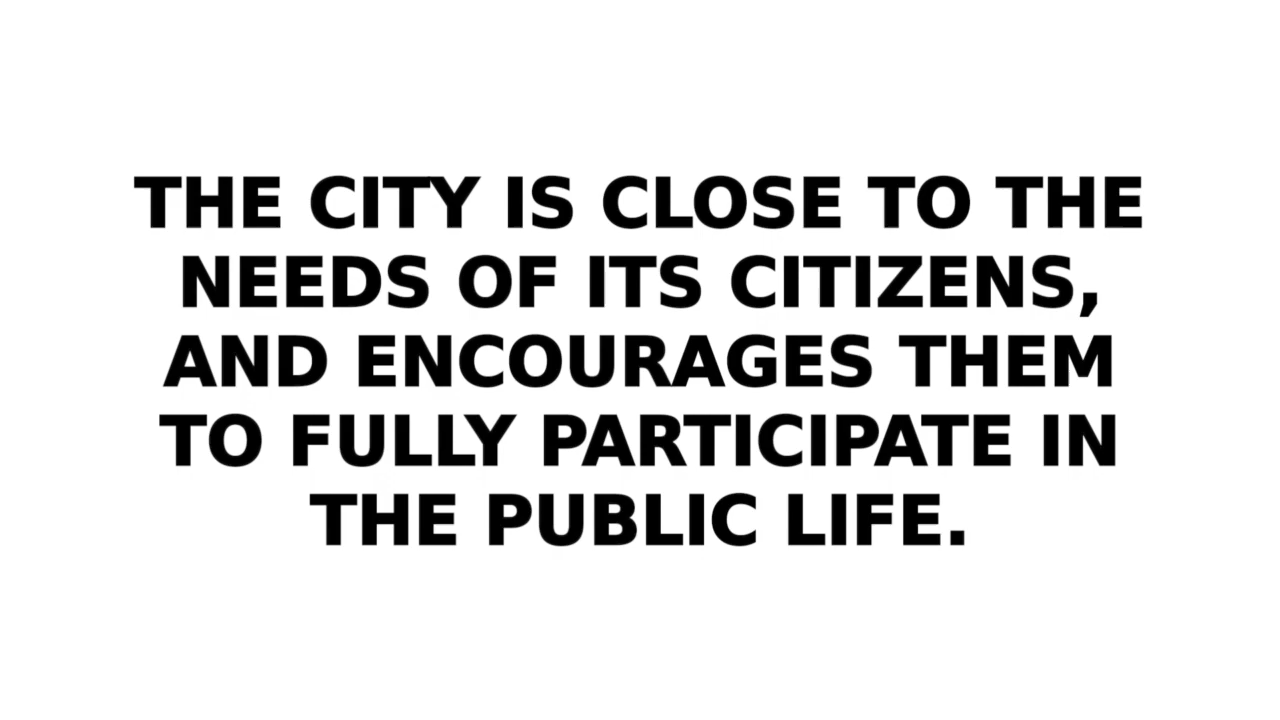 THE CITY IS CLOSE TO THE
NEEDS OF ITS CITIZENS,
AND ENCOURAGES THEM
TO FULLY PARTICIPATE IN
THE PUBLIC LIFE.